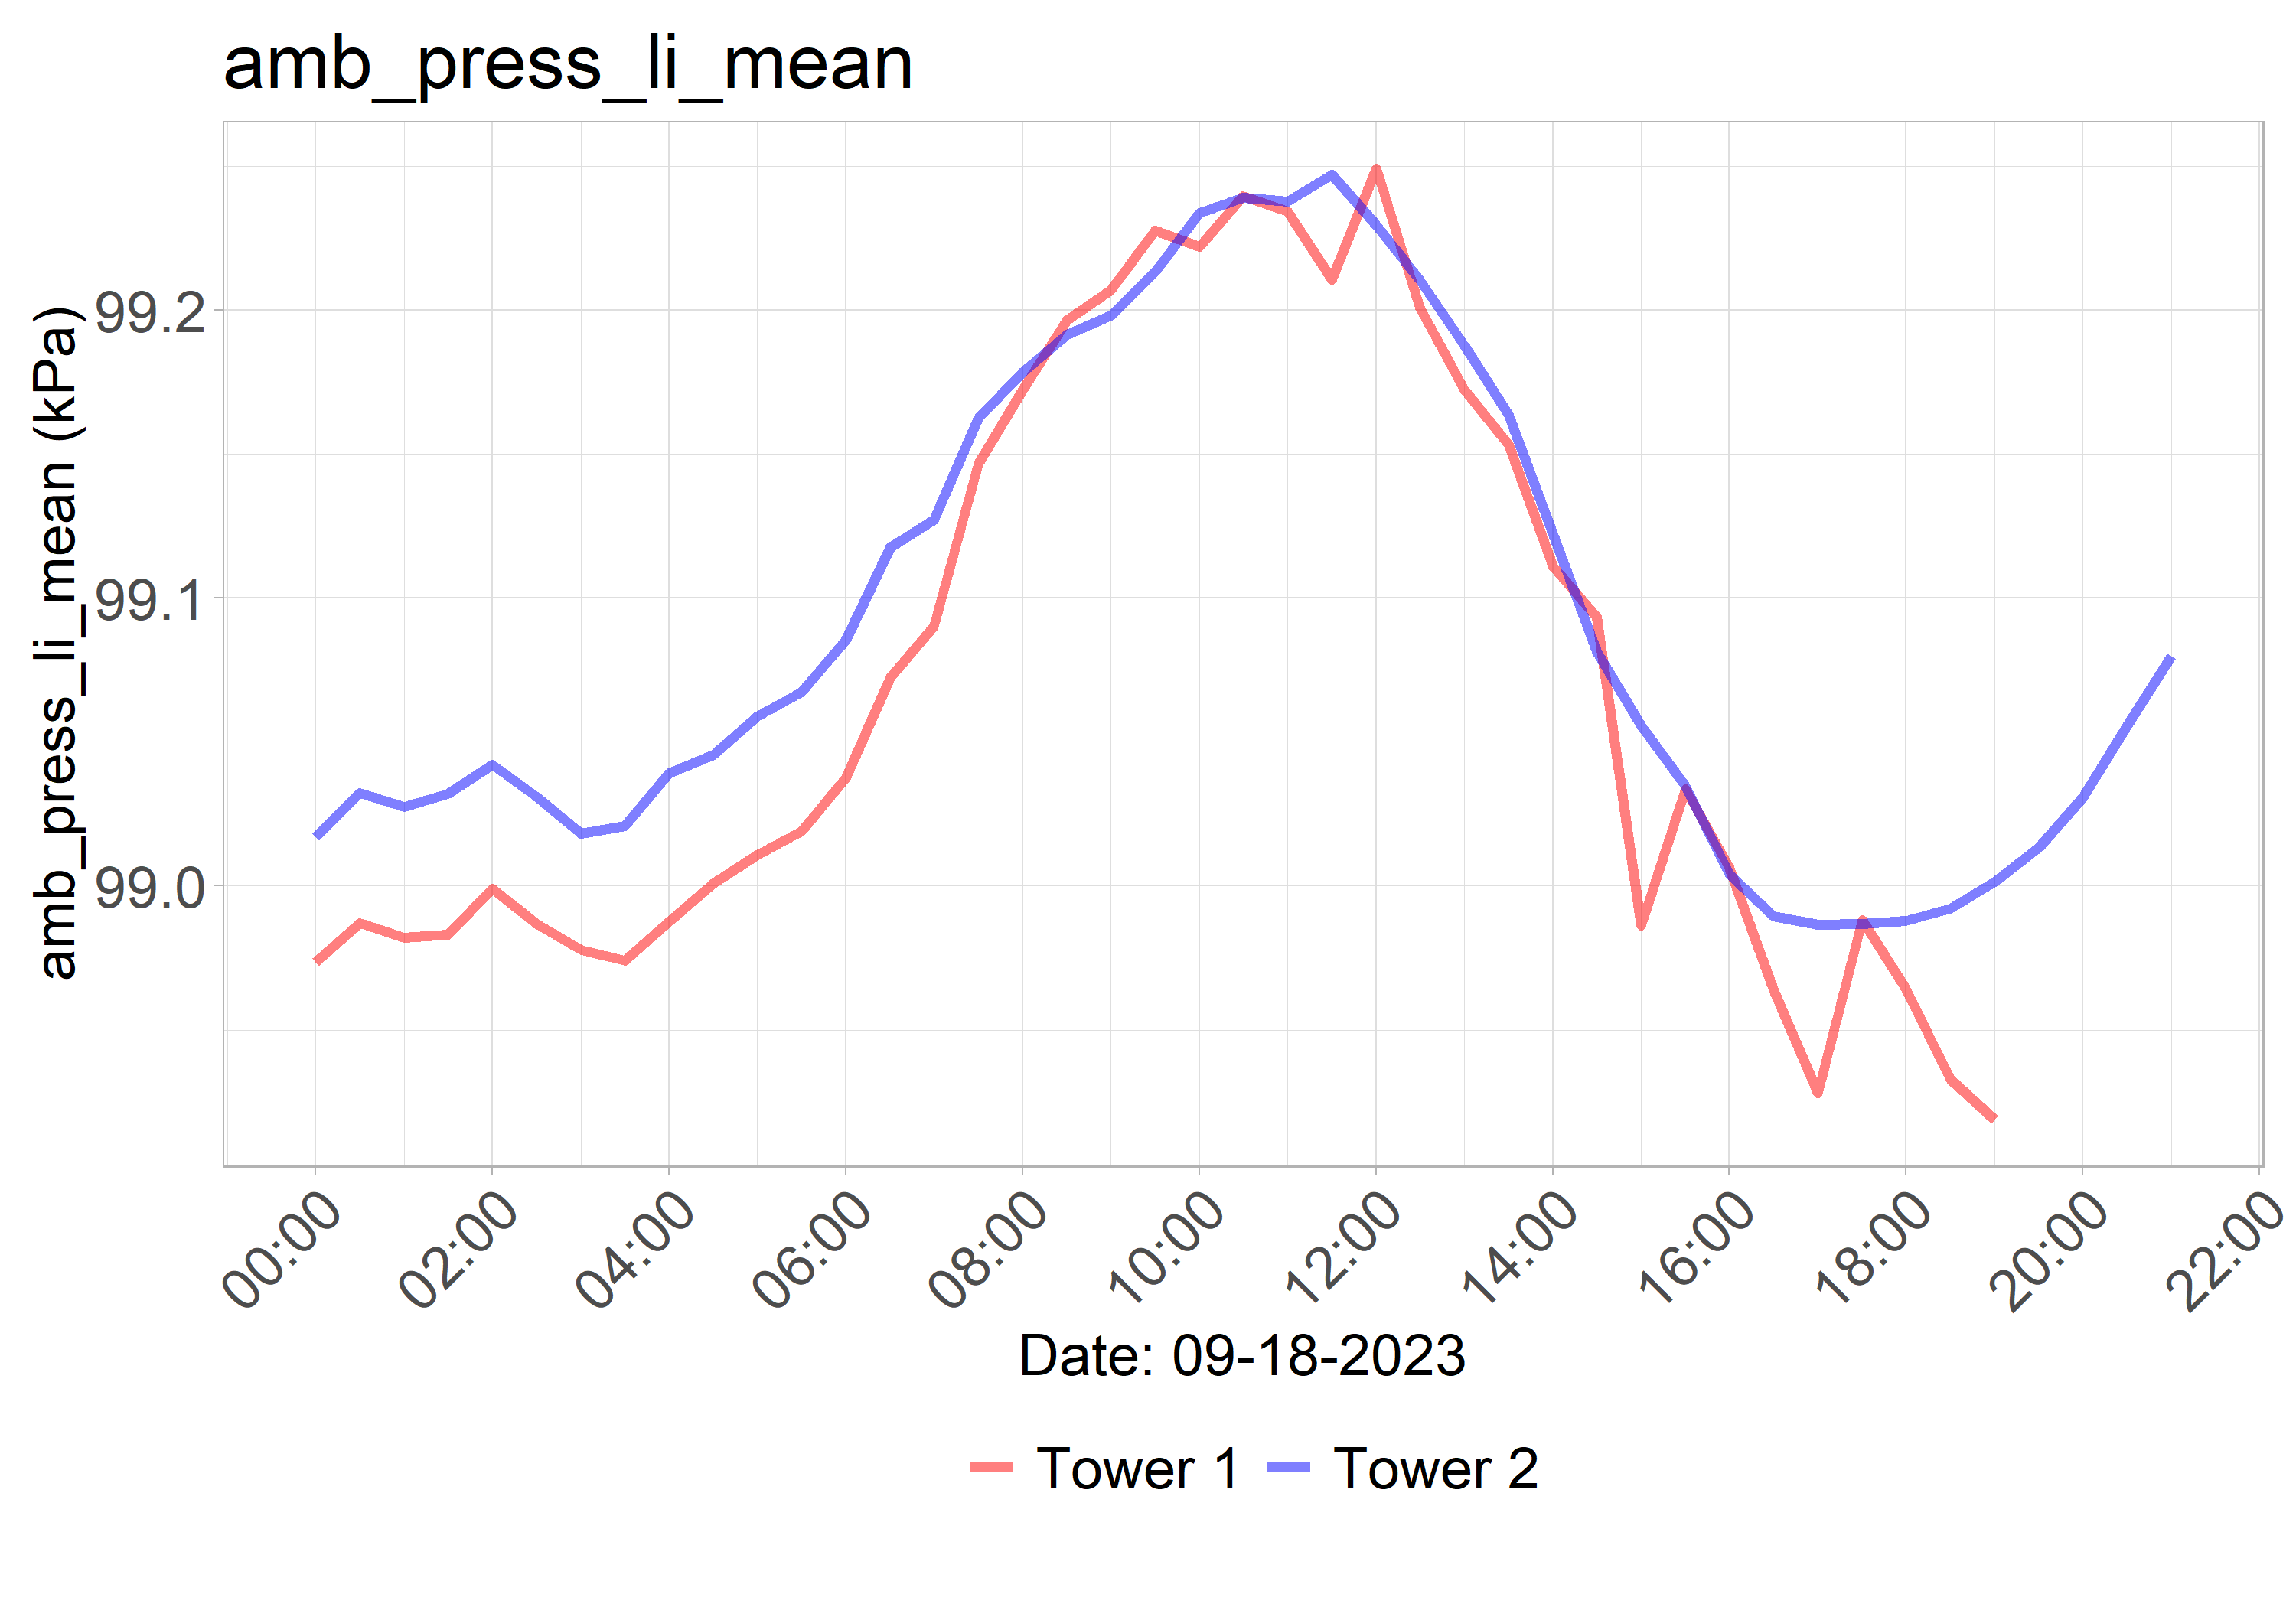 amb_press_li_mean
amb_press_li_mean (kPa)
99.2
99.1
99.0
00:00 02:00 04:00 06:00 08:00 10:00 12:00 14:00 16:00 18:00 20:00 22:00
Date: 09-18-2023
Tower 1 Tower 2